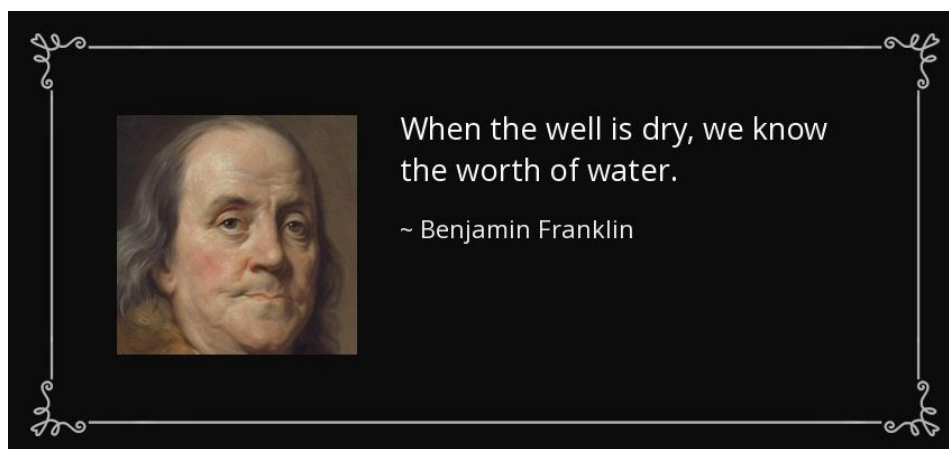 When the well is dry, we know
the worth of water.
~ Benjamin Franklin